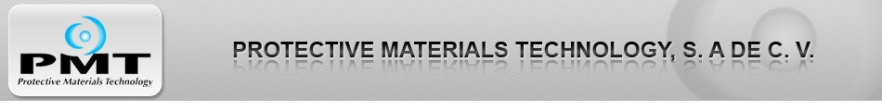 PMT
Protective Materials Technology
PROTECTIVE MATERIALS TECHNOLOGY, S. A DE C. V.